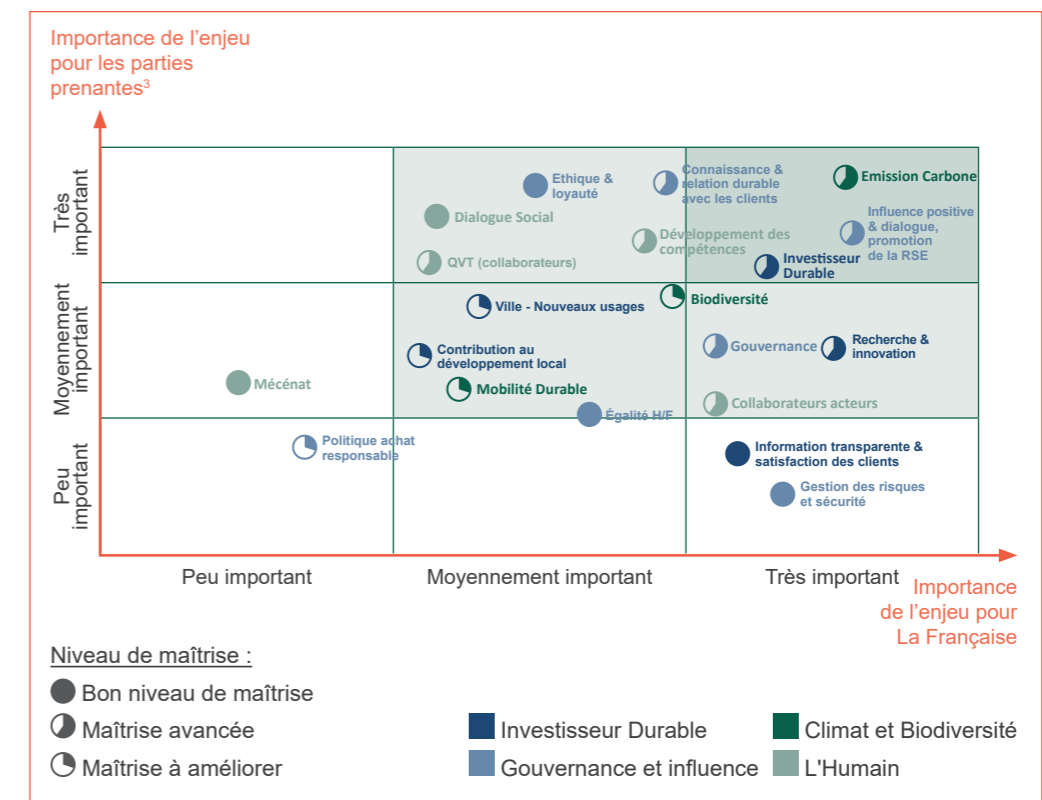 Importance de l'enjeu
pour les parties
prenantes³
Très
important
Moyennement
important
Peu
important
Ethique &
loyauté
Connaissance &
relation durable
avec les clients
Emission Carbone
Dialogue Social
Influence positive
& dialogue,
promotion
de la RSE
Développement des
compétences
QVT (collaborateurs)
Investisseur
Durable
Ville - Nouveaux usages
Biodiversité
Contribution au
développement local
Gouvernance
Recherche &
innovation
Mécénat
Mobilité Durable
Collaborateurs acteurs
Égalité H/F
Politique achat
responsable
Information transparente &
satisfaction des clients
Gestion des risques
et sécurité
Peu important
Moyennement important
Très important
Importance
de l'enjeu pour
La Française
Niveau de maîtrise :
Bon niveau de maîtrise
Maîtrise avancée
Maîtrise à améliorer
Investisseur Durable
Gouvernance et influence
Climat et Biodiversité
L'Humain